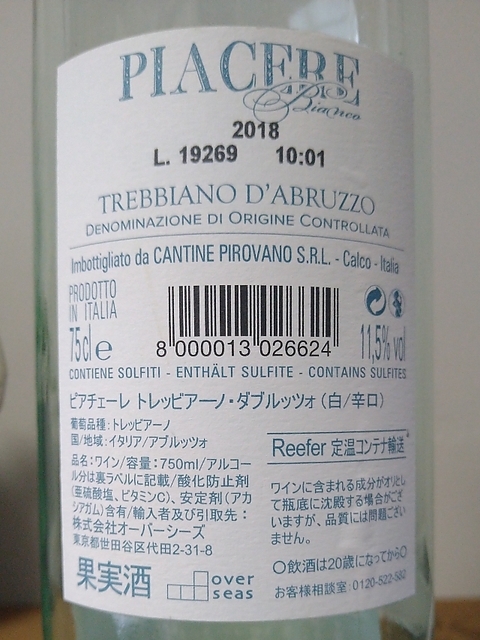 PIACERE
Bianco
2018
L. 19269 10:01
TREBBIANO D'ABRUZZO
DENOMINAZIONE DI ORIGINE CONTROLLATA
Imbottigliato da CANTINE PIROVANO S.R.L. - Calco - Italia
PRODOTTO
IN ITALIA
75cl e
8 000013 026624
11,5% vol
CONTIENE SOLFITI - ENTHÄLT SULFITE - CONTAINS SULFITES
ピアチェーレ トレッビアーノ・ダブルッツォ(白/辛口)
葡萄品種:トレッビアーノ
国/地域:イタリア/アブルッツォ
品名:ワイン/容量:750ml/アルコー
ル分は裏ラベルに記載/酸化防止剤
(亜硫酸塩、ビタミンC)、安定剤(アカ
シアガム)含有/輸入者及び引取先:
株式会社オーバーシーズ
東京都世田谷区代田2-31-8
果実酒
over
seas
Reefer 定温コンテナ輸送
ワインに含まれる成分がオリとし
て瓶底に沈殿する場合がござ
いますが、品質には問題ござい
ません。
○飲酒は20歳になってから○
お客様相談室:0120-522-582